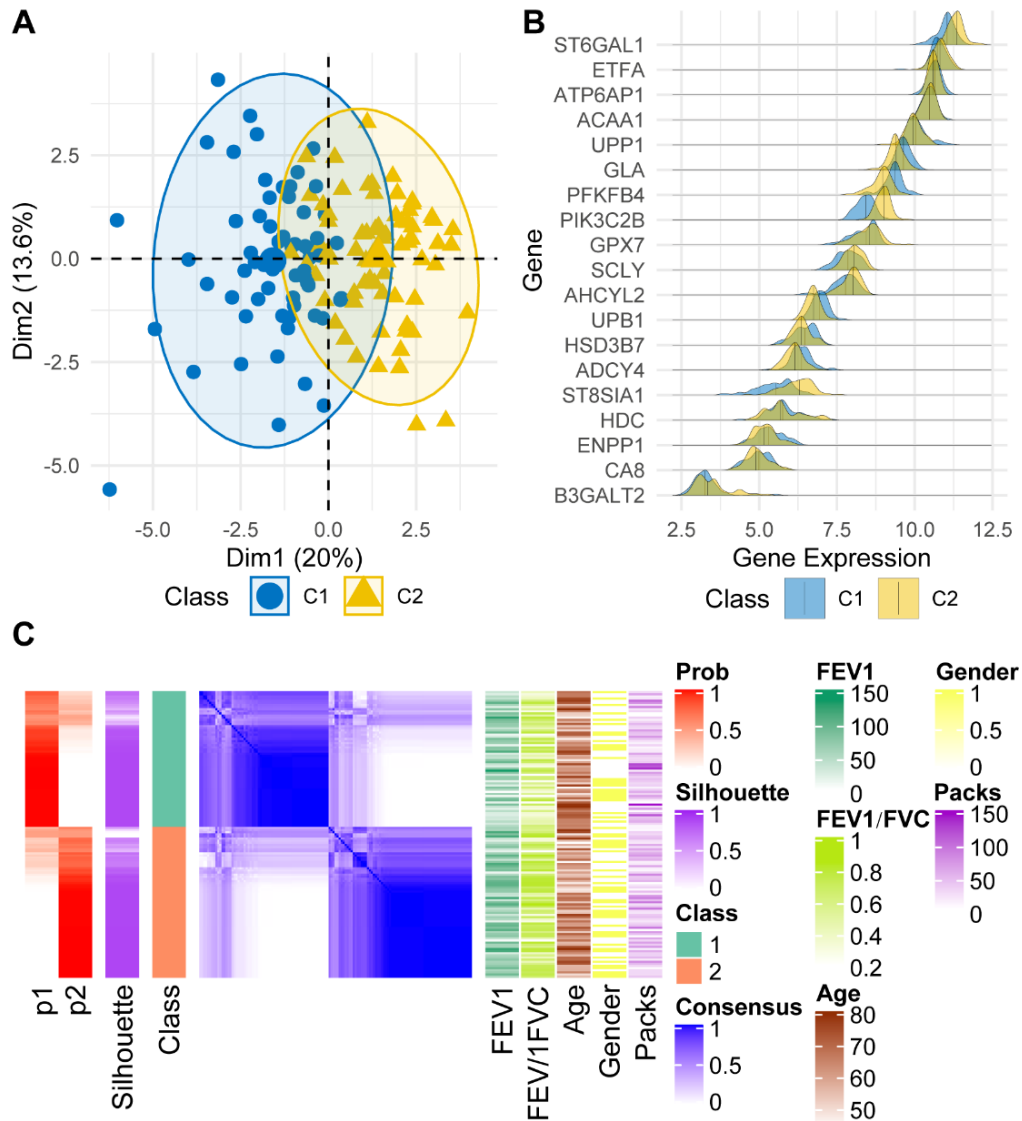 A
Dim2 (13.6%)
2.5
0.0
-2.5
-5.0
-5.0
-2.5
0.0
2.5
Dim1 (20%)
Class
C1
C2
B
Gene
ST6GAL1
ETFA
ATP6AP1
ACAA1
UPP1
GLA
PFKFB4
PIK3C2B
GPX7
SCLY
AHCYL2
UPB1
HSD3B7
ADCY4
ST8SIA1
HDC
ENPP1
CA8
B3GALT2
2.5
5.0
7.5
10.0
12.5
Gene Expression
Class
C1
C2
C
p1
p2
Silhouette
Class
FEV1
FEV/1FVC
Age
Gender
Packs
Prob
1
0.5
0
Silhouette
1
0.5
0
Class
1
2
Consensus
1
0.5
0
FEV1
150
100
50
0
FEV1/FVC
1
0.8
0.6
0.4
0.2
Age
80
70
60
50
Gender
1
0.5
0
Packs
150
100
50
0